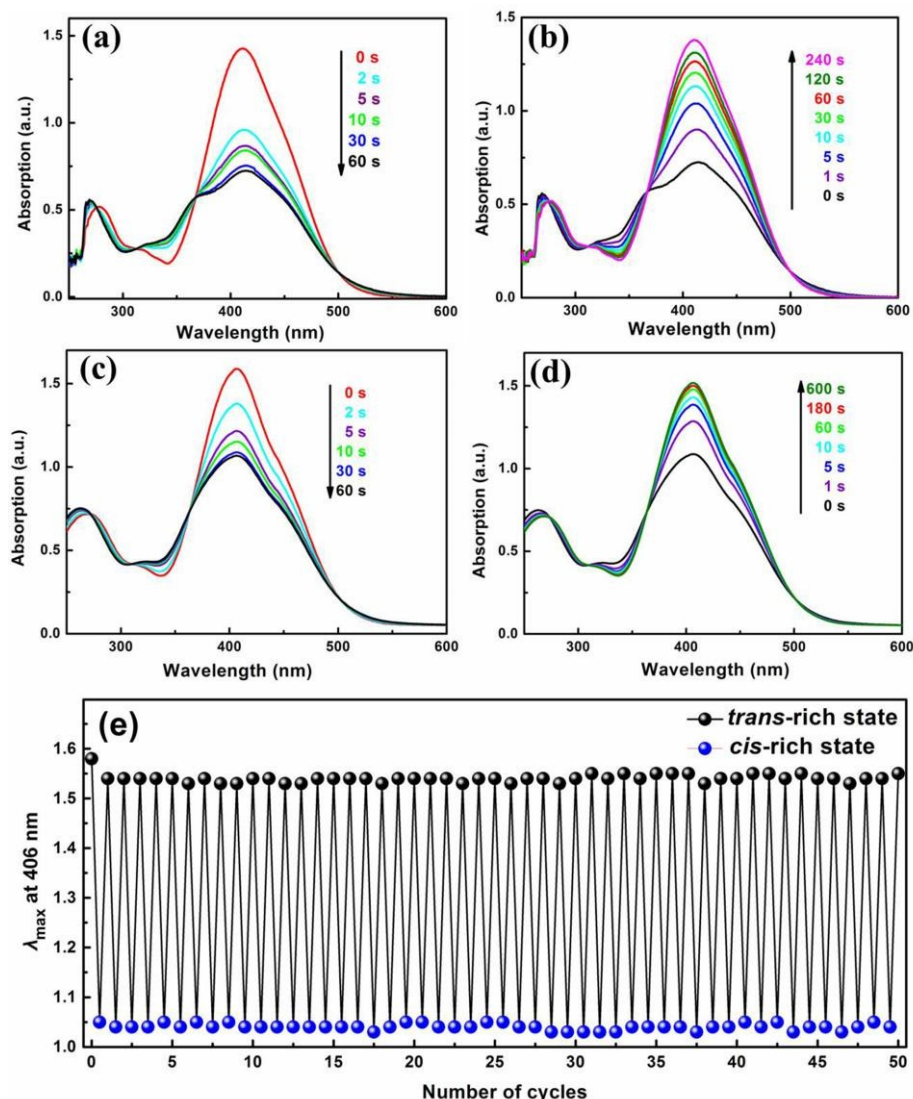 (a)
0 s
2 s
5 s
10 s
30 s
60 s
Absorption (a.u.)
1.5
1.0
0.5
0.0
300 400 500 600
Wavelength (nm)
(b)
240 s
120 s
60 s
30 s
10 s
5 s
1 s
0 s
Absorption (a.u.)
1.5
1.0
0.5
0.0
300 400 500 600
Wavelength (nm)
(c)
0 s
2 s
5 s
10 s
30 s
60 s
Absorption (a.u.)
1.5
1.0
0.5
0.0
300 400 500 600
Wavelength (nm)
(d)
600 s
180 s
60 s
10 s
5 s
1 s
0 s
Absorption (a.u.)
1.5
1.0
0.5
0.0
300 400 500 600
Wavelength (nm)
(e)
trans-rich state
cis-rich state
λmax at 406 nm
1.6
1.5
1.4
1.3
1.2
1.1
1.0
0 5 10 15 20 25 30 35 40 45 50
Number of cycles